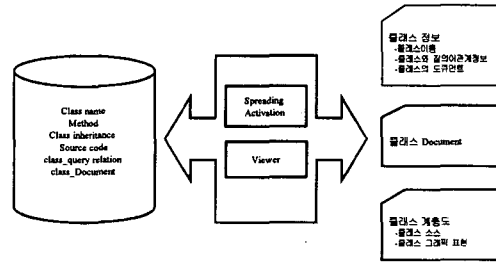 Class name
Method
Class inheritance
Source code
class_query relation
class_Document
Spreading
Activation
Viewer
클래스 정보
-클래스이름
-클래스와 질의어관계정보
-클래스의 도큐먼트
클래스 Document
클래스 계층도
- 클래스 소스
- 클래스 그래픽 표현